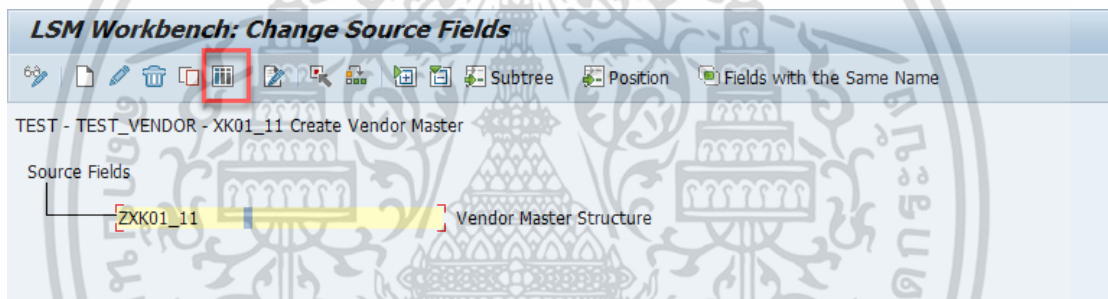 LSM Workbench: Change Source Fields
Subtree Position Fields with the Same Name
TEST - TEST_VENDOR - XK01_11 Create Vendor Master
Source Fields
ZXK01_11 Vendor Master Structure